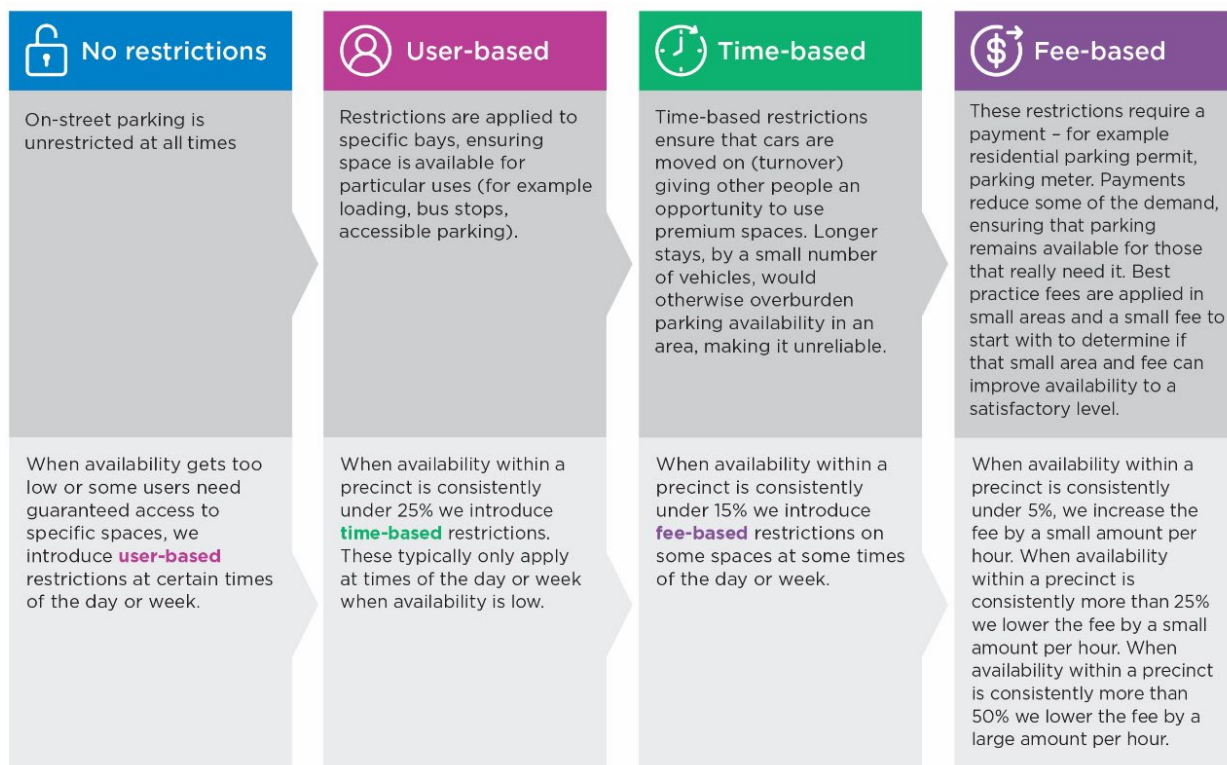 No restrictions
On-street parking is
unrestricted at all times
When availability gets too
low or some users need
guaranteed access to
specific spaces, we
introduce user-based
restrictions at certain times
of the day or week.
User-based
Restrictions are applied to
specific bays, ensuring
space is available for
particular uses (for example
loading, bus stops,
accessible parking).
When availability within a
precinct is consistently
under 25% we introduce
time-based restrictions.
These typically only apply
at times of the day or week
when availability is low.
Time-based
Time-based restrictions
ensure that cars are
moved on (turnover)
giving other people an
opportunity to use
premium spaces. Longer
stays, by a small number
of vehicles, would
otherwise overburden
parking availability in an
area, making it unreliable.
When availability within a
precinct is consistently
under 15% we introduce
fee-based restrictions on
some spaces at some times
of the day or week.
$
Fee-based
These restrictions require a
payment – for example
residential parking permit,
parking meter. Payments
reduce some of the demand,
ensuring that parking
remains available for those
that really need it. Best
practice fees are applied in
small areas and a small fee to
start with to determine if
that small area and fee can
improve availability to a
satisfactory level.
When availability within a
precinct is consistently
under 5%, we increase the
fee by a small amount per
hour. When availability
within a precinct is
consistently more than 25%
we lower the fee by a small
amount per hour. When
availability within a precinct
is consistently more than
50% we lower the fee by a
large amount per hour.